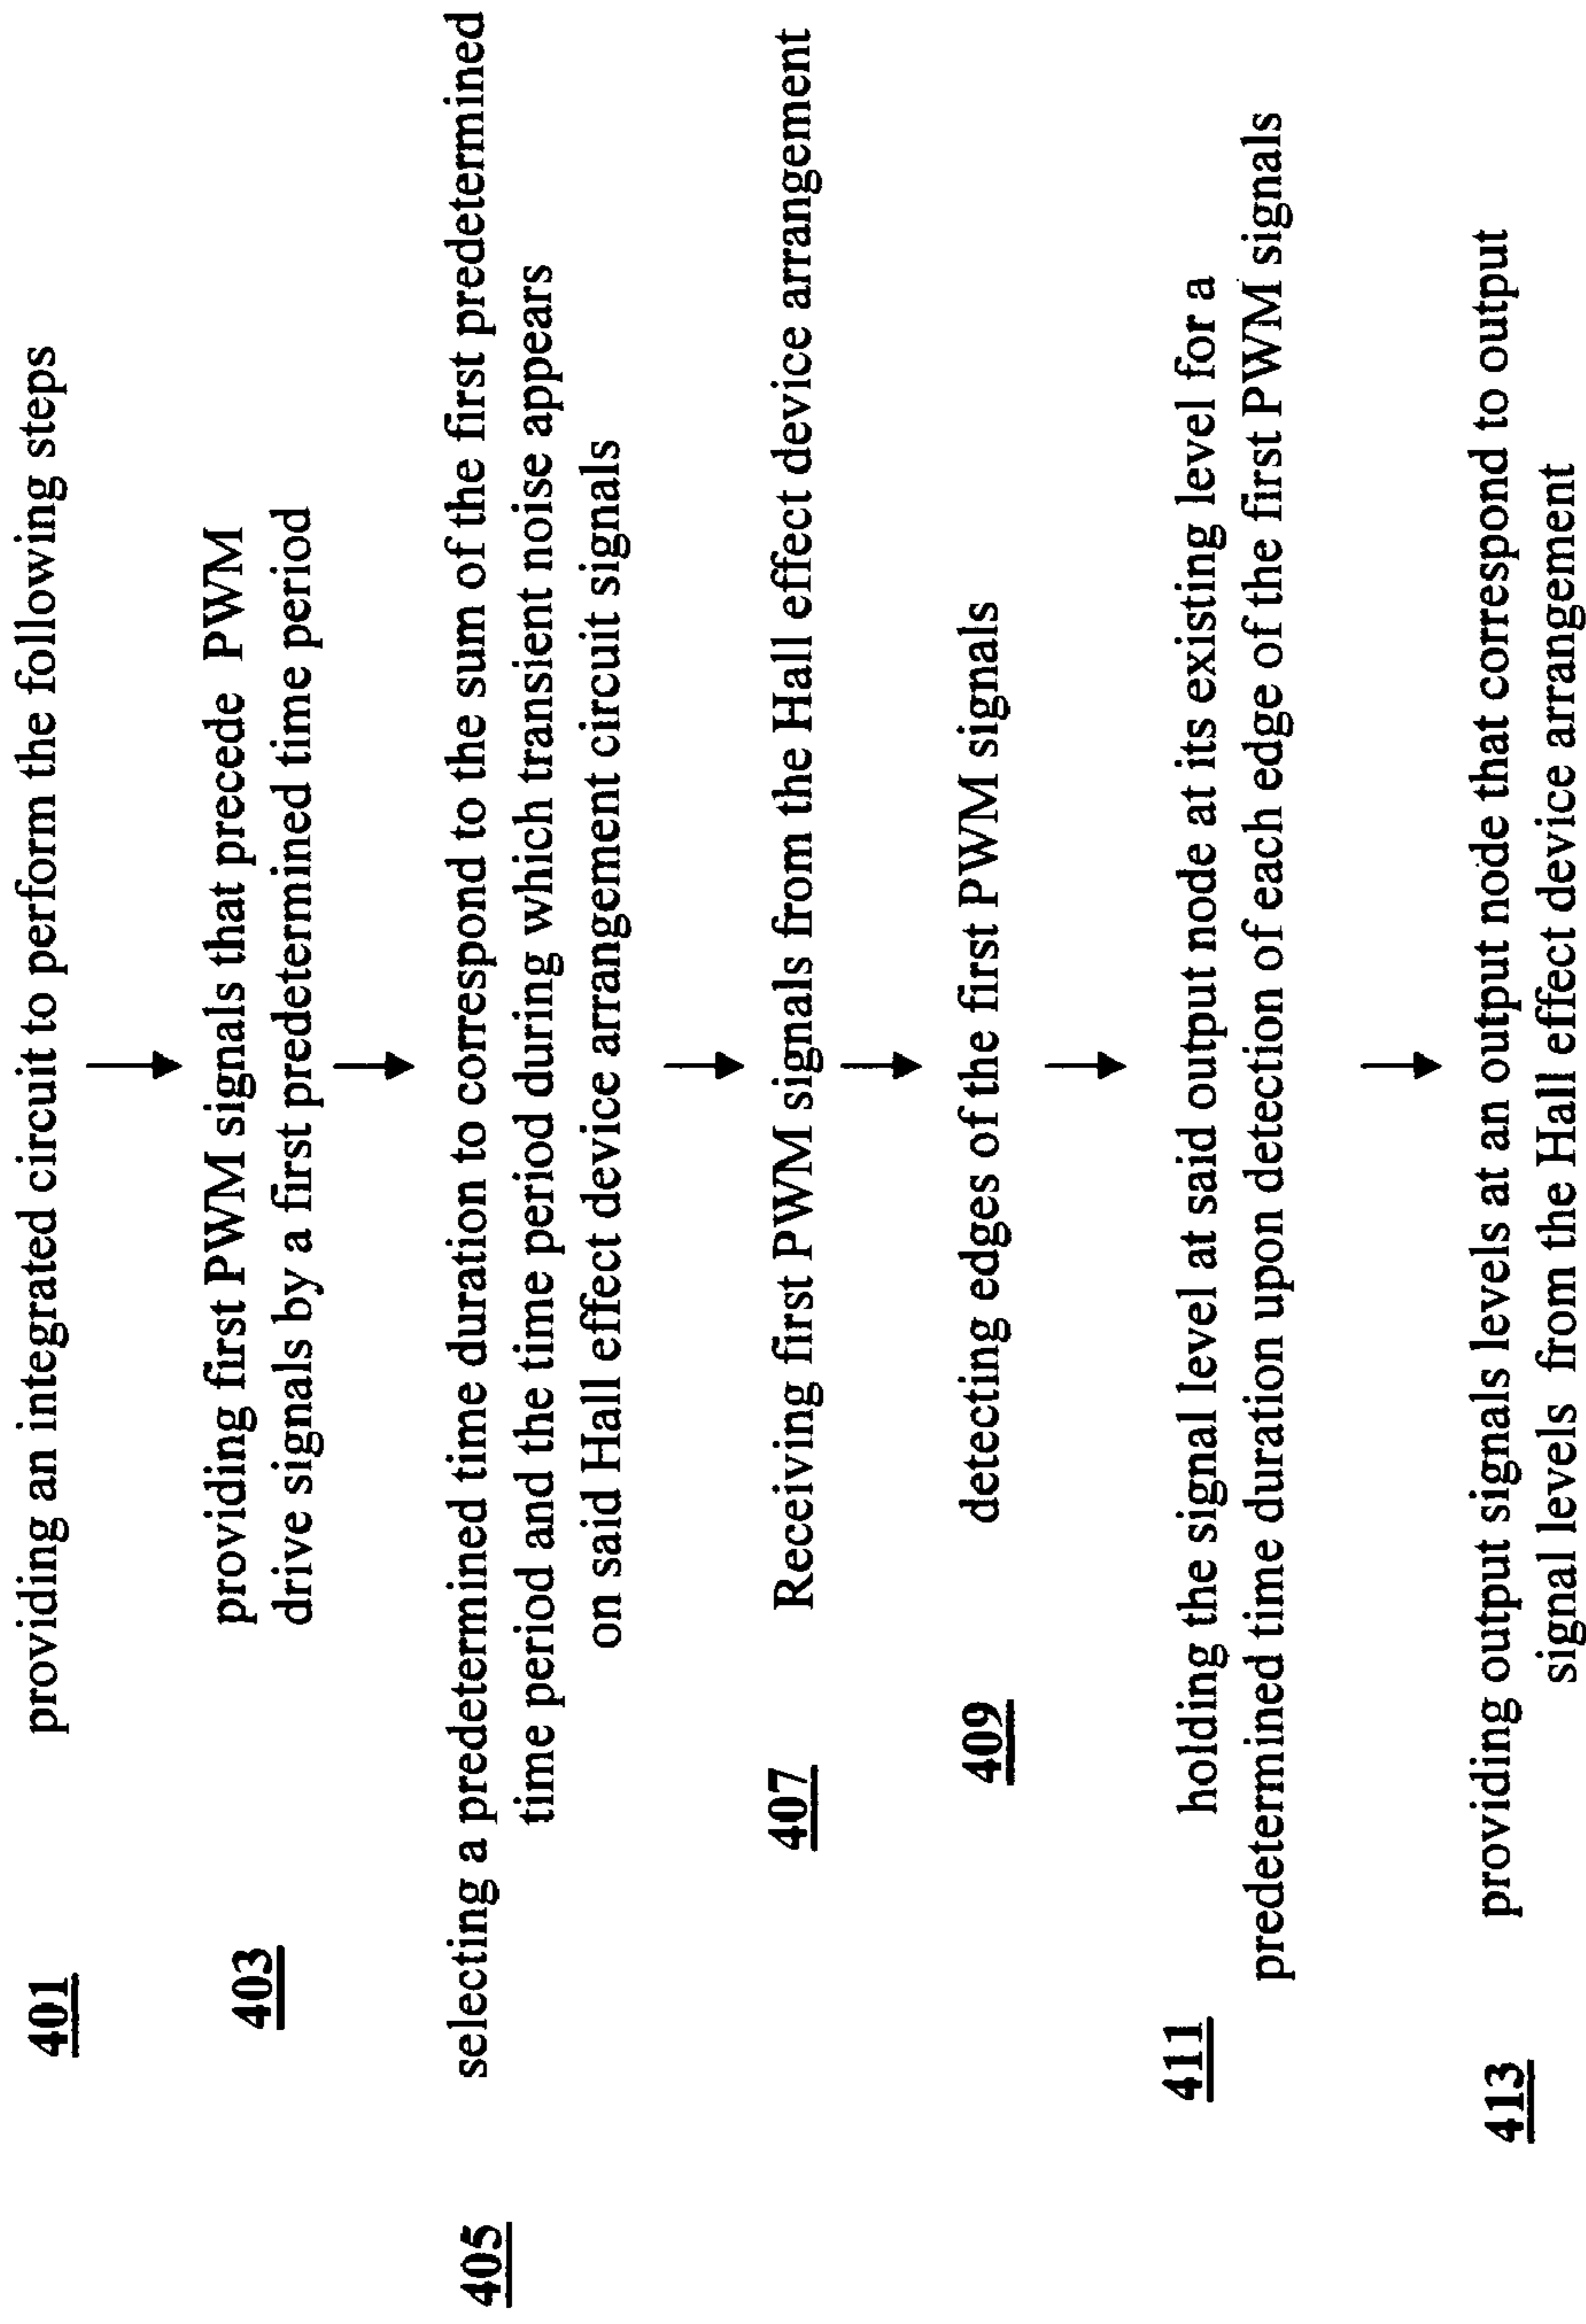 401 providing an integrated circuit to perform the following steps
403 providing first PWM signals that precede PWM
drive signals by a first predetermined time period
405 selecting a predetermined time duration to correspond to the sum of the first predetermined
time period and the time period during which transient noise appears
on said Hall effect device arrangement circuit signals
407 Receiving first PWM signals from the Hall effect device arrangement
409 detecting edges of the first PWM signals
411 holding the signal level at said output node at its existing level for a
predetermined time duration upon detection of each edge of the first PWM signals
413 providing output signals levels at an output node that correspond to output
signal levels from the Hall effect device arrangement